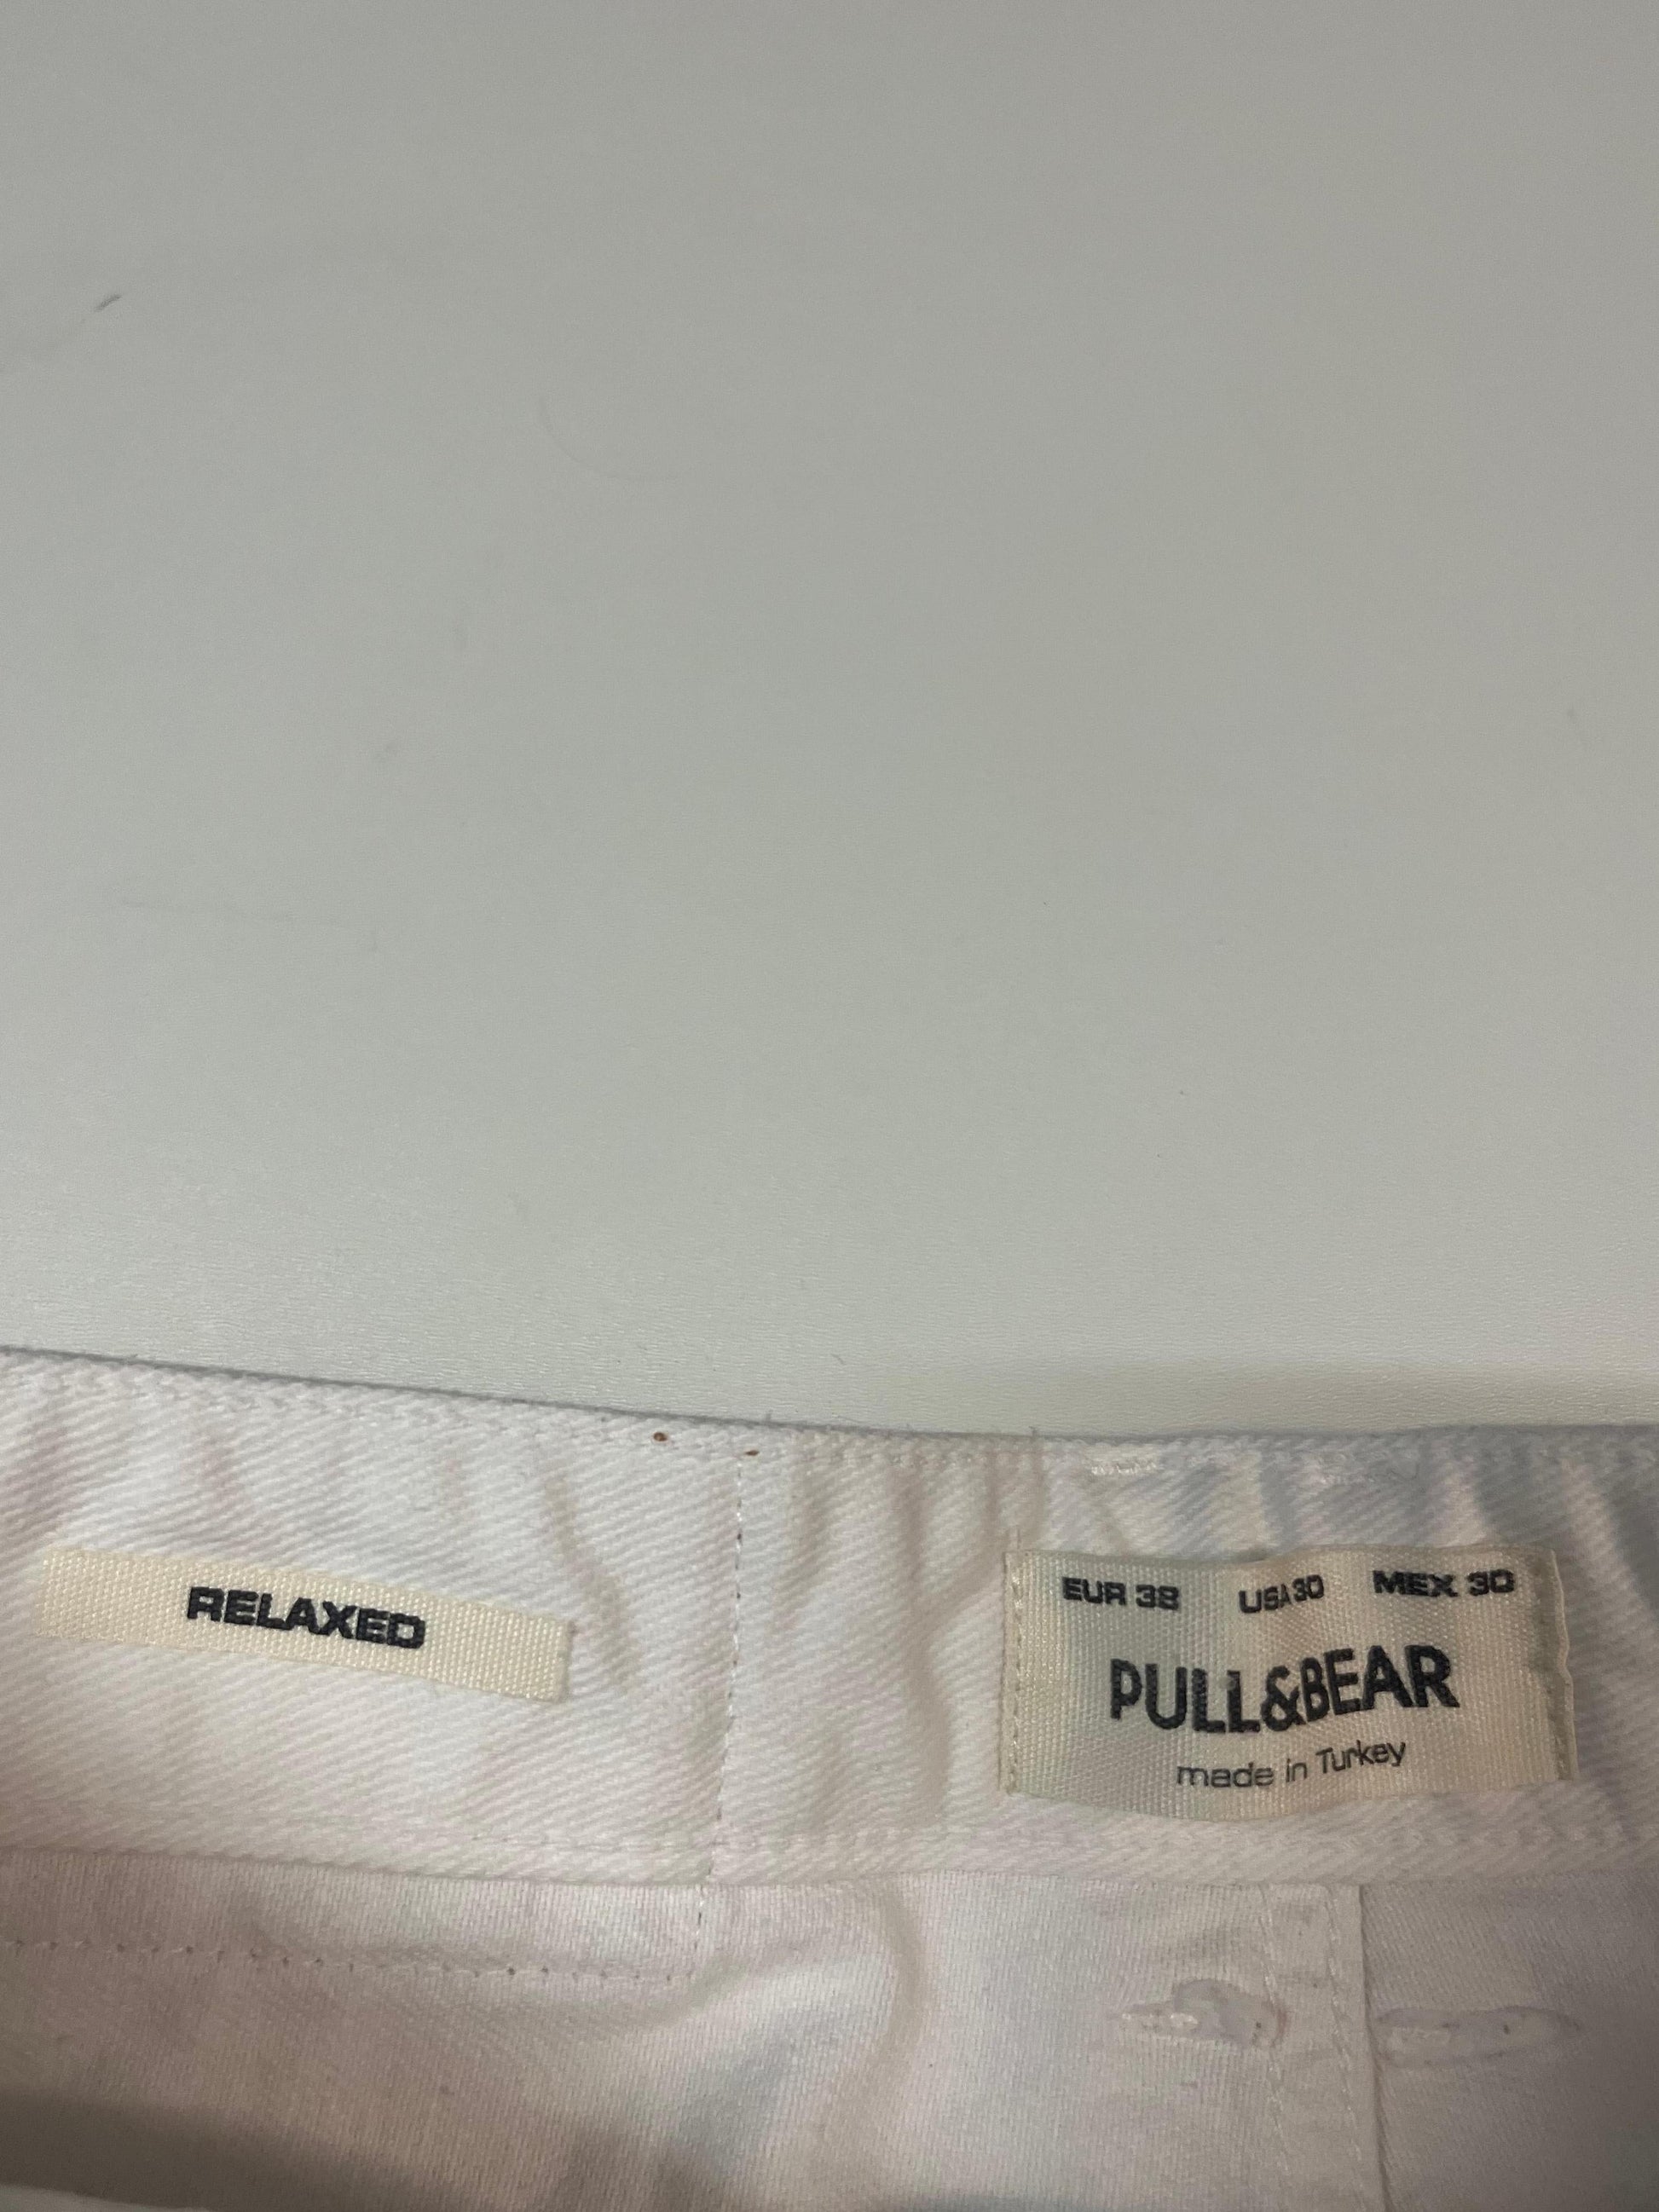 RELAXED
EUR 38 USA 30 MEX 30
PULL&BEAR
made in Turkey